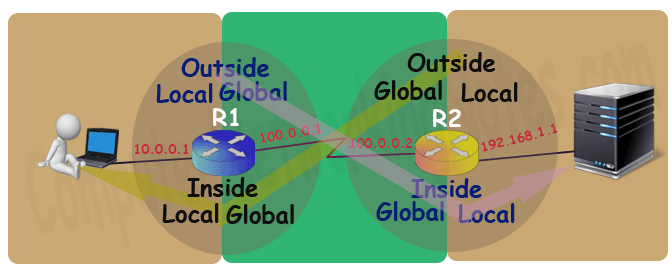 Outside
Local Global
R1
10.0.0.1
100.0.0.1
Inside
Local Global
Outside
Global Local
R2
100.0.0.2
192.168.1.1
Inside
Global Local